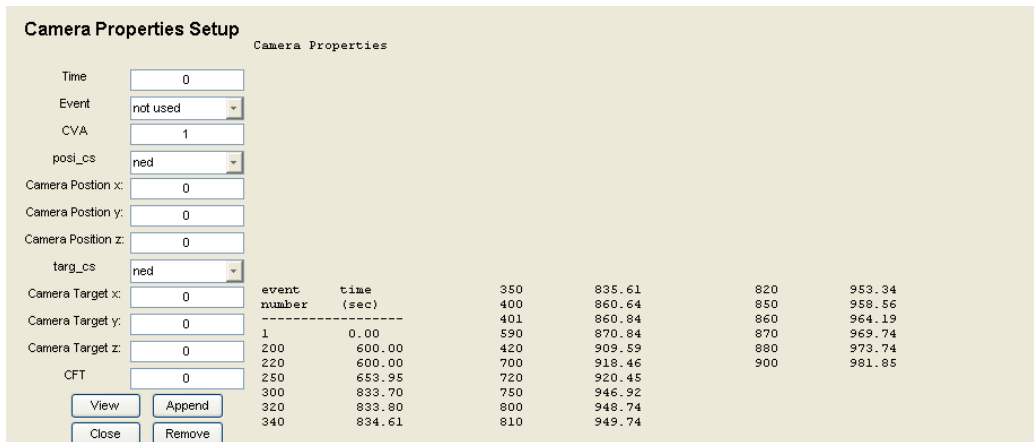 Camera Properties Setup
Camera Properties
Time 0
Event not used
CVA 1
posi_cs ned
Camera Postion x: 0
Camera Postion y: 0
Camera Position z: 0
targ_cs ned
Camera Target x: 0
Camera Target y: 0
Camera Target z: 0
CFT 0
View Append
Close Remove
event time
number (sec)
------------------
1 0.00
200 600.00
220 600.00
250 653.95
300 833.70
320 833.80
340 834.61
350 835.61
400 860.64
401 860.84
590 870.84
420 909.59
700 918.46
720 920.45
750 946.92
800 948.74
810 949.74
820 953.34
850 958.56
860 964.19
870 969.74
880 973.74
900 981.85